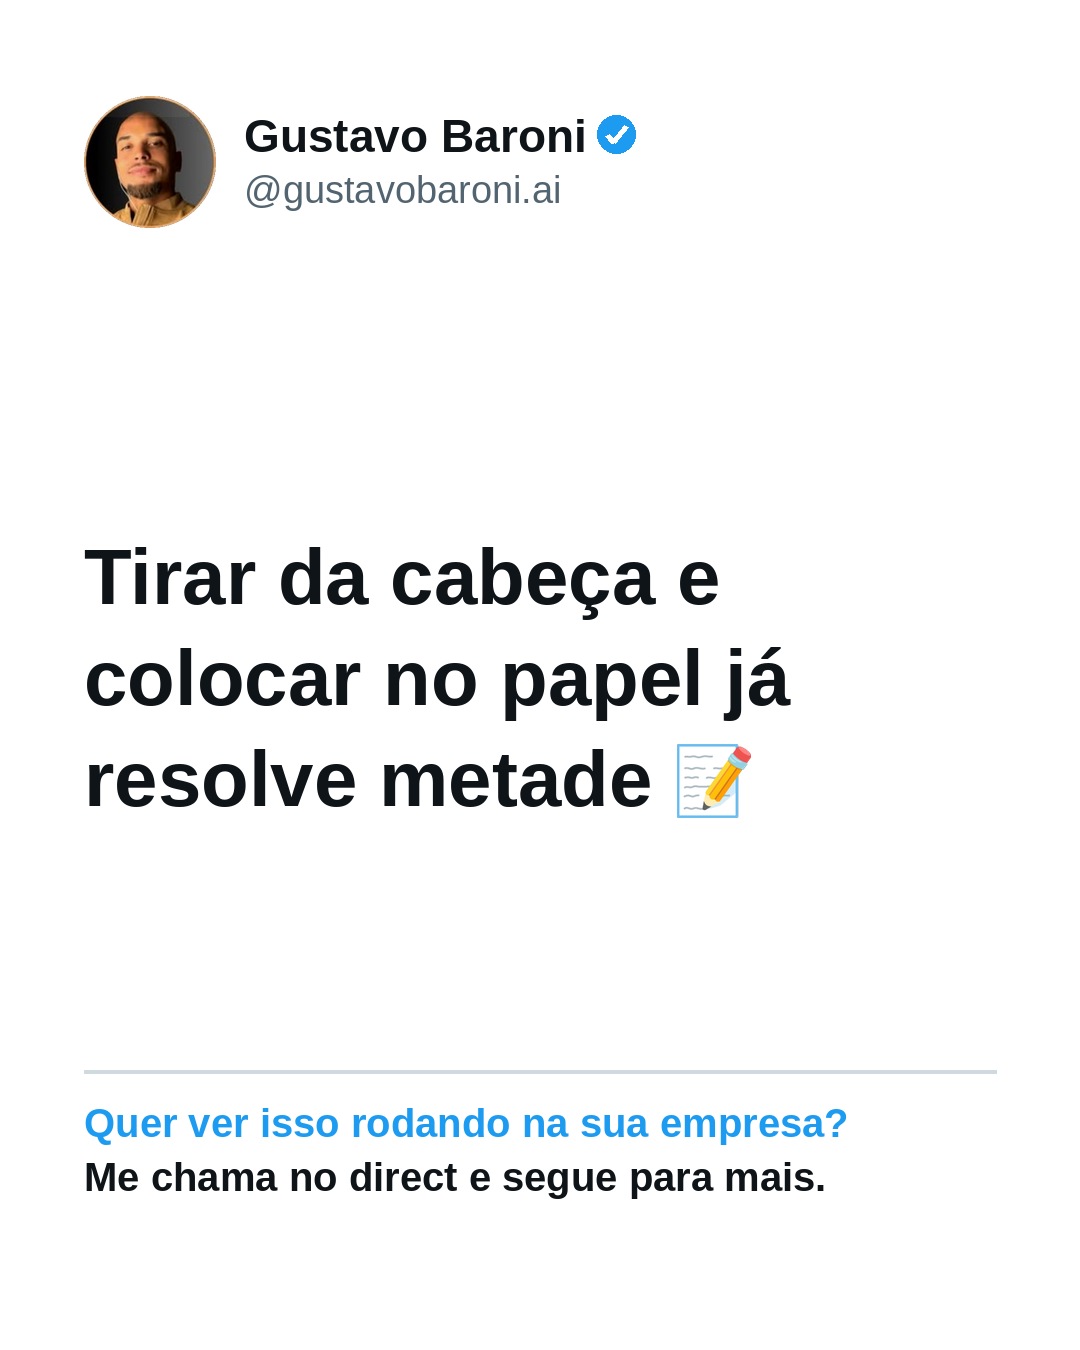 Gustavo Baroni
@gustavobaroni.ai
Tirar da cabeça e
colocar no papel já
resolve metade 📝
Quer ver isso rodando na sua empresa?
Me chama no direct e segue para mais.